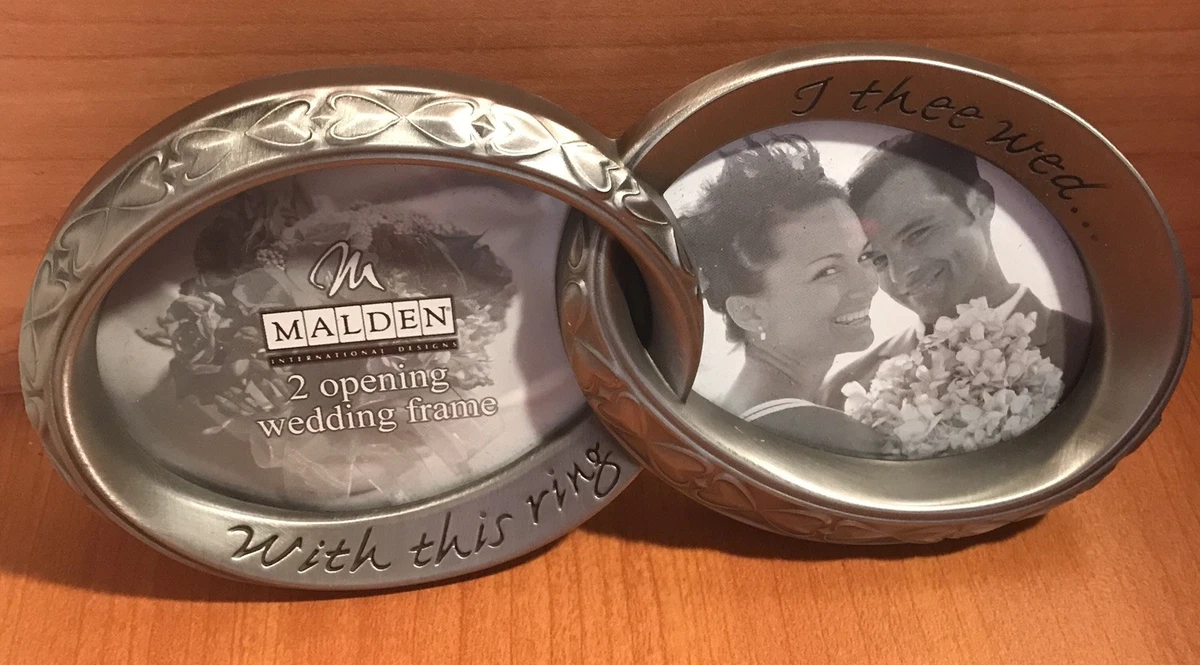 I thee wed...
M
MALDEN®
INTERNATIONAL DESIGNS
2 opening
wedding frame
With this ring